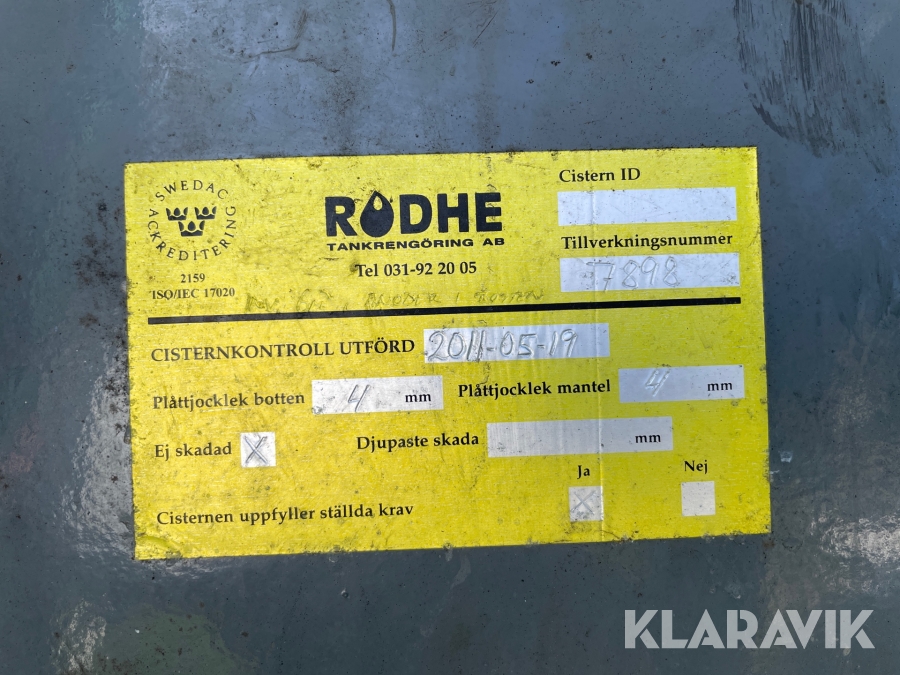 SWEDAC
ACKREDITERING
2159
ISO/IEC 17020
RODHE
TANKRENGÖRING AB
Tel 031-92 20 05
Cistern ID
Tillverkningsnummer
57898
CISTERNKONTROLL UTFÖRD 2011-05-19
Plåttjocklek botten 4 mm Plåttjocklek mantel 4 mm
Ej skadad X Djupaste skada mm
Ja Nej
Cisternen uppfyller ställda krav X
KLARAVIK